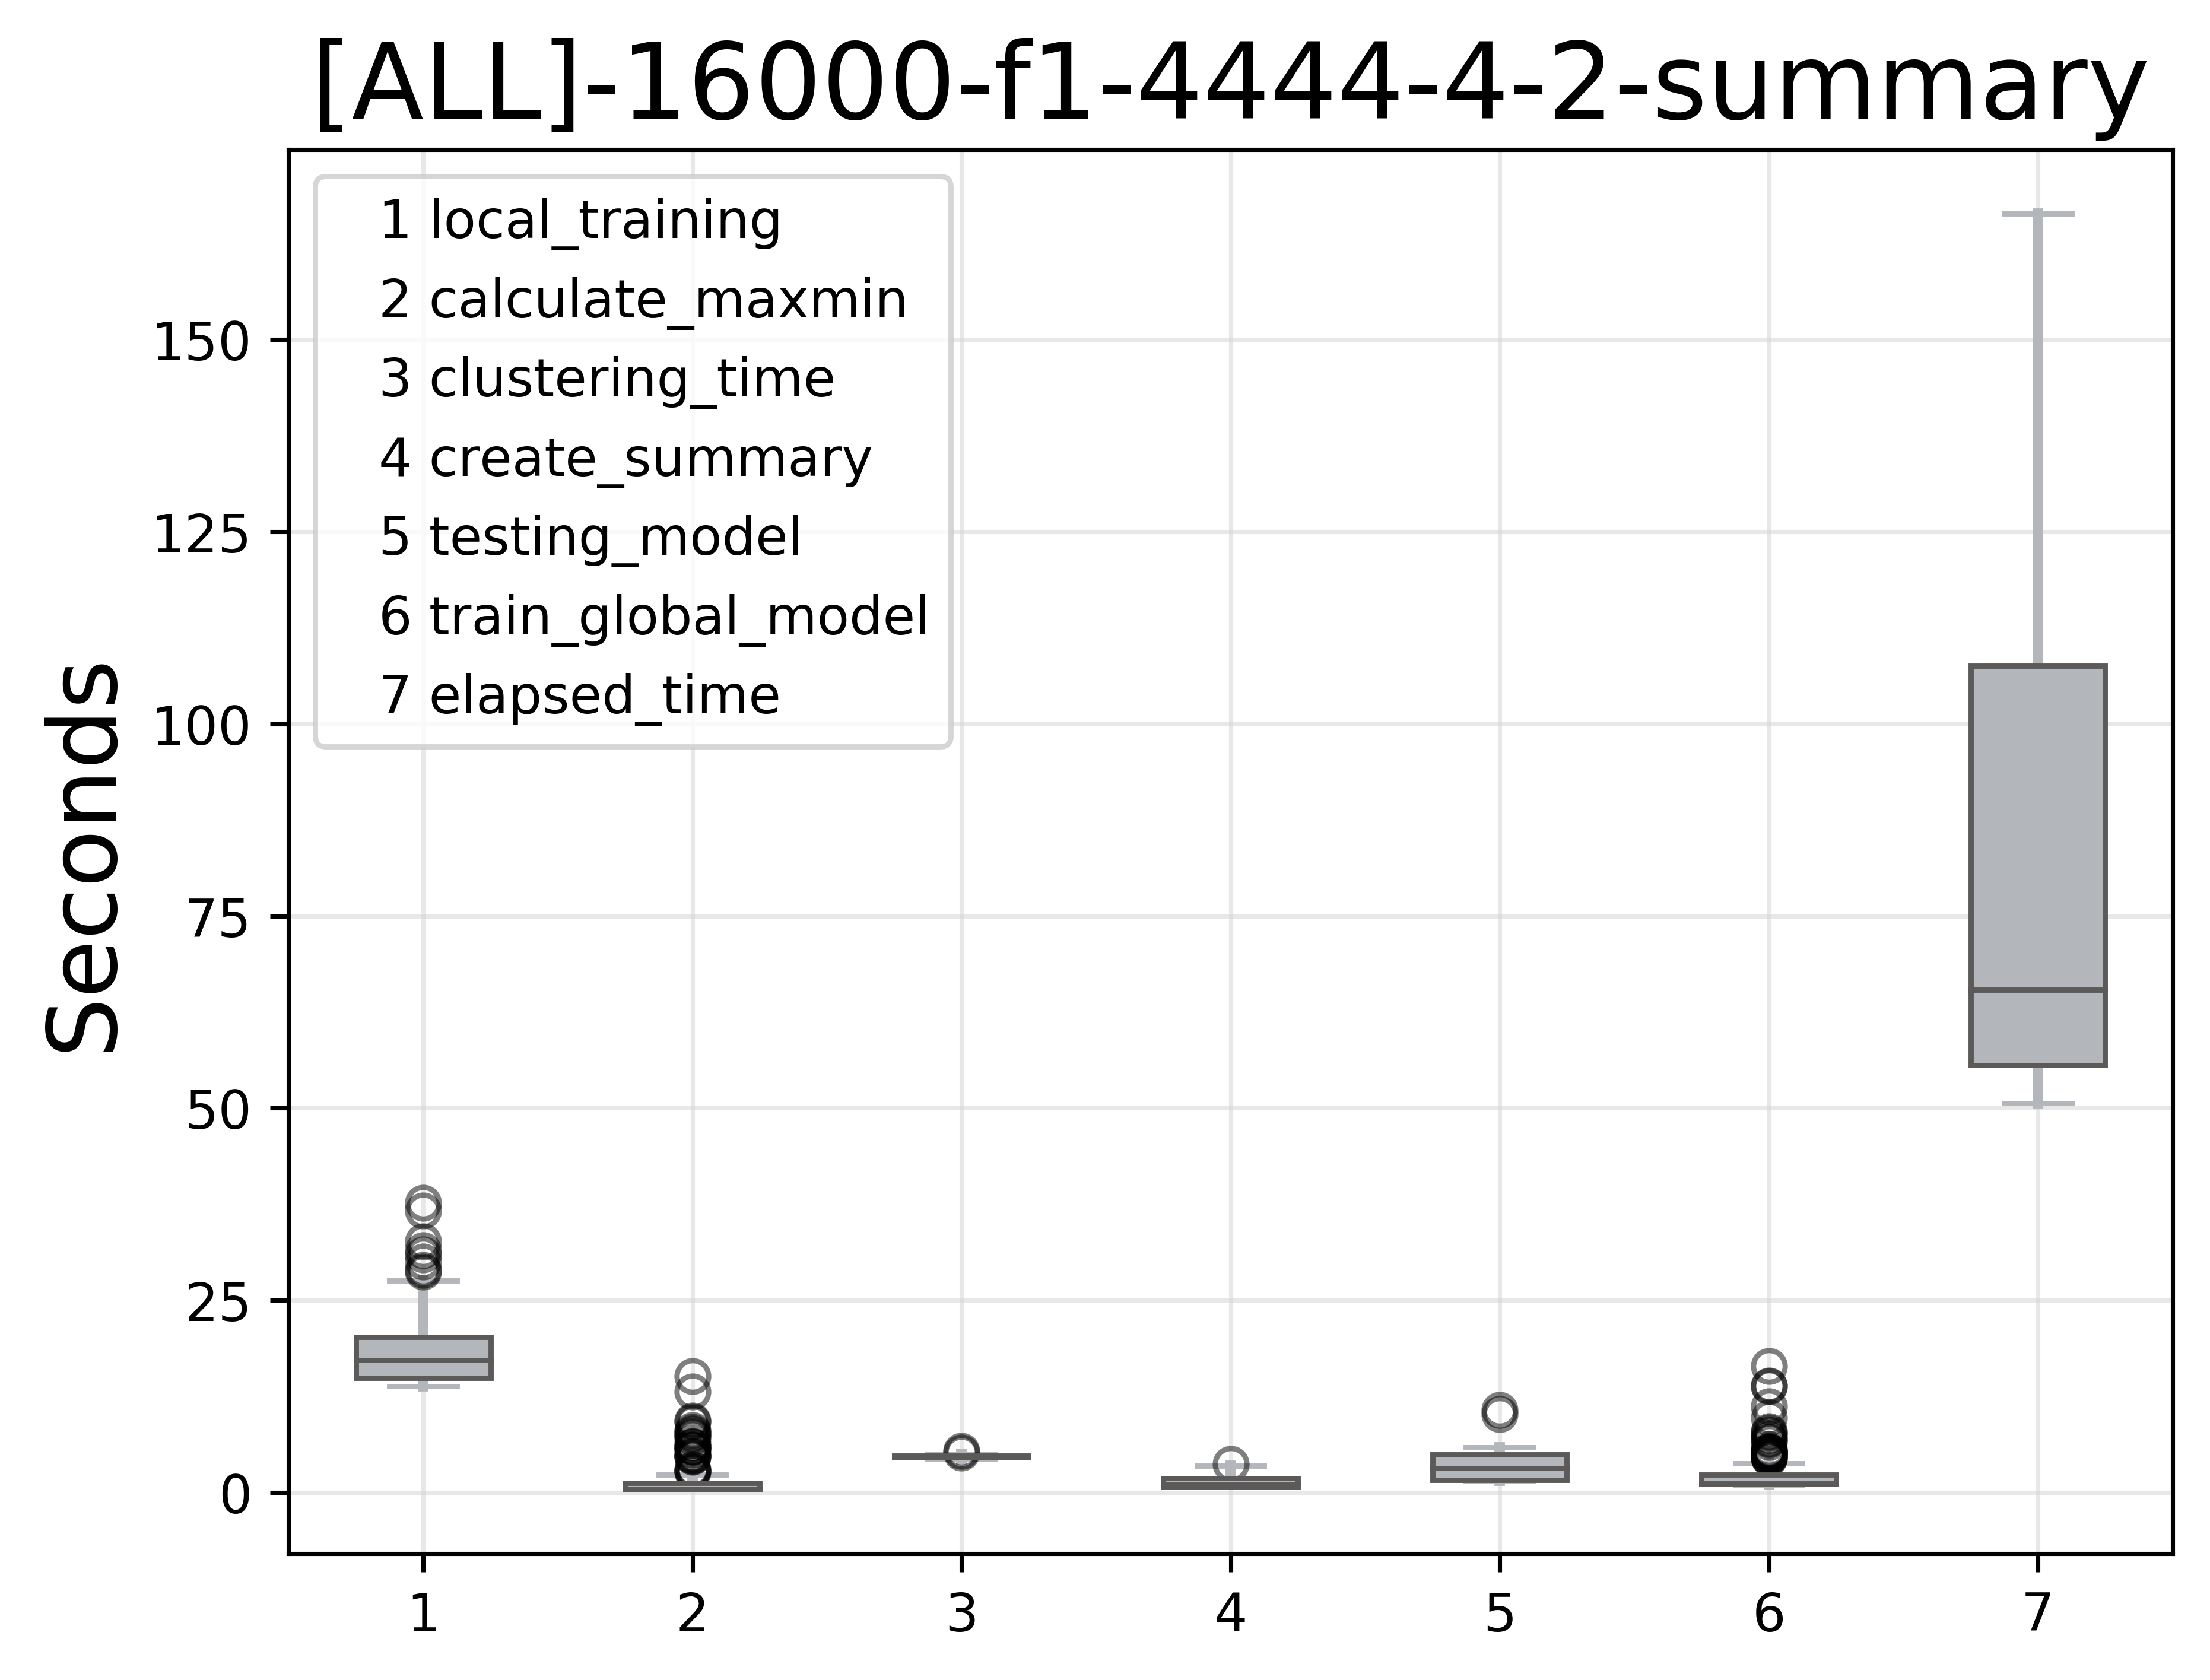 [ALL]-16000-f1-4444-4-2-summary
Seconds
150
125
100
75
50
25
0
1 local_training
2 calculate_maxmin
3 clustering_time
4 create_summary
5 testing_model
6 train_global_model
7 elapsed_time
1 2 3 4 5 6 7